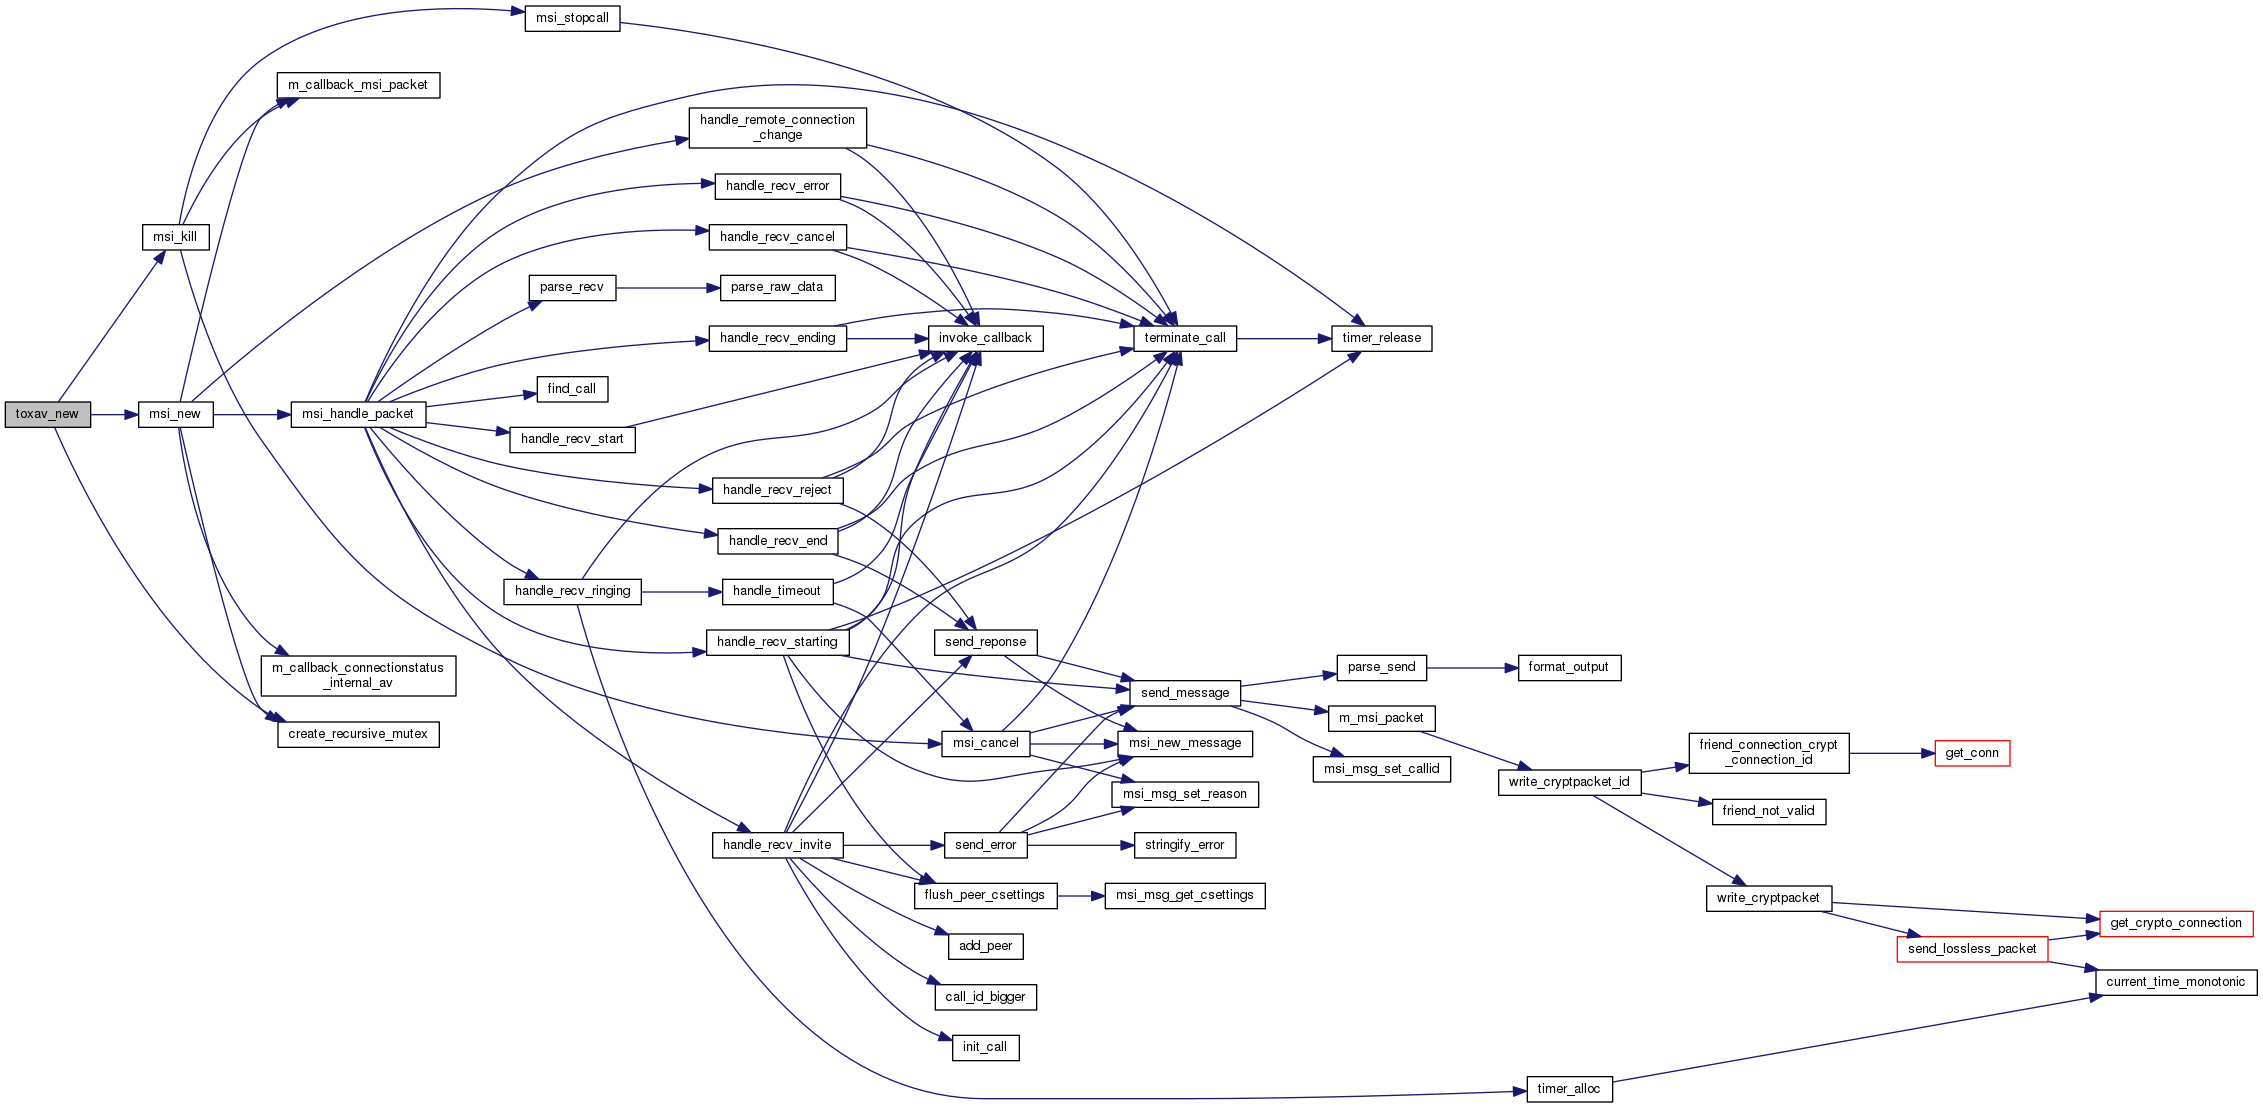 msi_stopcall
m_callback_msi_packet
handle_remote_connection
_change
handle_recv_error
msi_kill
handle_recv_cancel
parse_recv
parse_raw_data
handle_recv_ending
invoke_callback
terminate_call
timer_release
find_call
toxav_new
msi_new
msi_handle_packet
handle_recv_start
handle_recv_reject
handle_recv_end
handle_recv_ringing
handle_timeout
handle_recv_starting
send_reponse
m_callback_connectionstatus
_internal_av
parse_send
format_output
send_message
m_msi_packet
create_recursive_mutex
msi_cancel
msi_new_message
friend_connection_crypt
_connection_id
get_conn
msi_msg_set_callid
write_cryptpacket_id
msi_msg_set_reason
friend_not_valid
handle_recv_invite
send_error
stringify_error
flush_peer_csettings
msi_msg_get_csettings
write_cryptpacket
get_crypto_connection
add_peer
send_lossless_packet
current_time_monotonic
call_id_bigger
init_call
timer_alloc